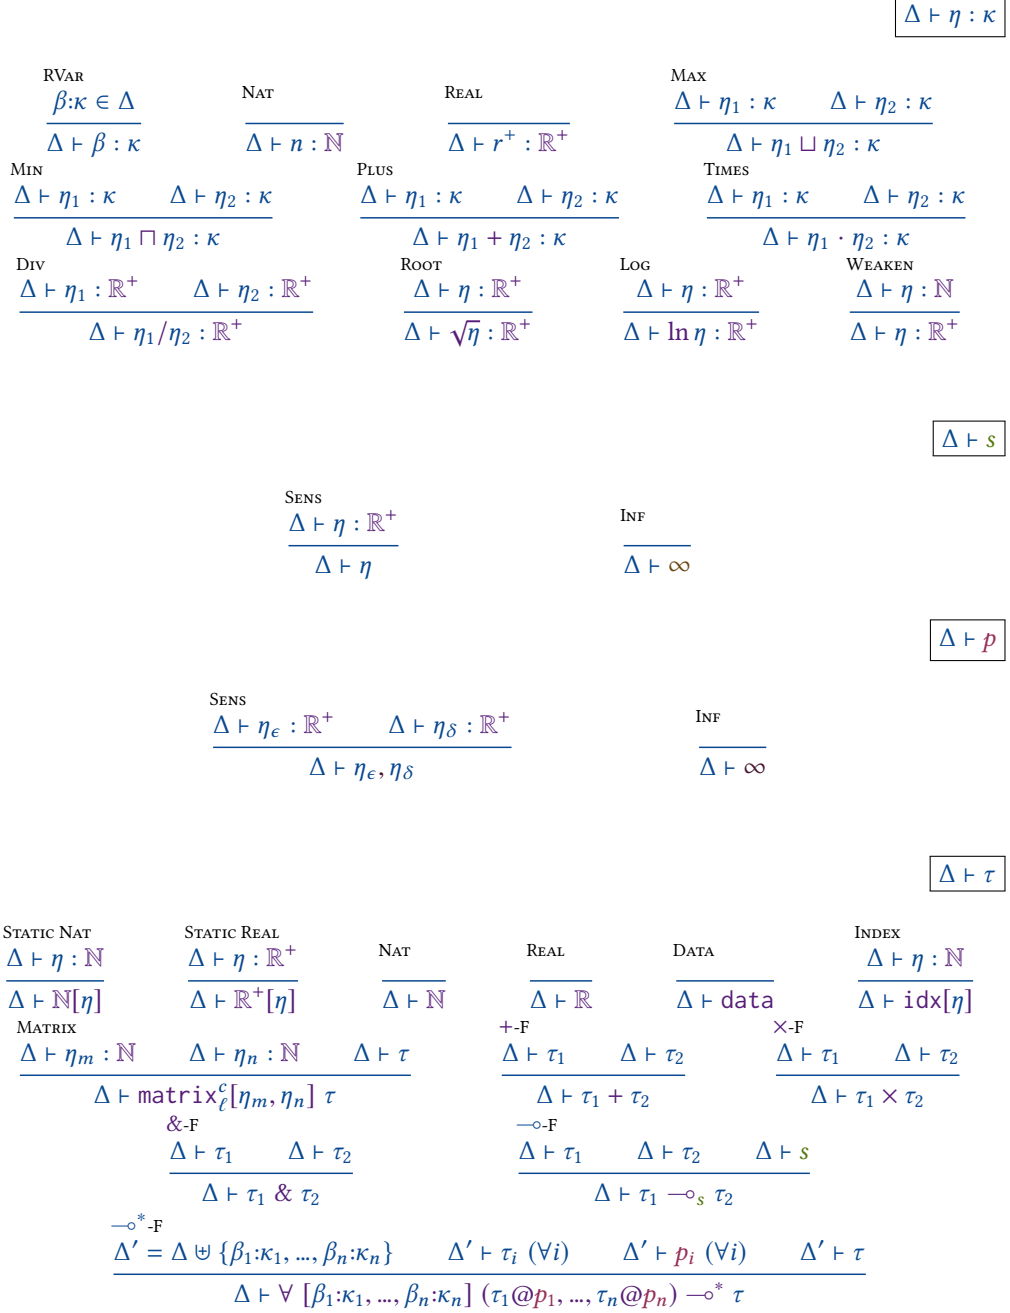 Δ ⊢ η : κ
RVar Nat Real Max
β:κ ∈ Δ Δ ⊢ η₁ : κ Δ ⊢ η₂ : κ
Δ ⊢ β : κ Δ ⊢ n : ℕ Δ ⊢ r⁺ : ℝ⁺ Δ ⊢ η₁ ⊔ η₂ : κ
Min Plus Times
Δ ⊢ η₁ : κ Δ ⊢ η₂ : κ Δ ⊢ η₁ : κ Δ ⊢ η₂ : κ Δ ⊢ η₁ : κ Δ ⊢ η₂ : κ
Δ ⊢ η₁ ⊓ η₂ : κ Δ ⊢ η₁ + η₂ : κ Δ ⊢ η₁ · η₂ : κ
Div Root Log Weaken
Δ ⊢ η₁ : ℝ⁺ Δ ⊢ η₂ : ℝ⁺ Δ ⊢ η : ℝ⁺ Δ ⊢ η : ℝ⁺ Δ ⊢ η : ℕ
Δ ⊢ η₁/η₂ : ℝ⁺ Δ ⊢ √η : ℝ⁺ Δ ⊢ ln η : ℝ⁺ Δ ⊢ η : ℝ⁺
Δ ⊢ s
Sens Inf
Δ ⊢ η : ℝ⁺
Δ ⊢ η Δ ⊢ ∞
Δ ⊢ p
Sens Inf
Δ ⊢ η_ϵ : ℝ⁺ Δ ⊢ η_δ : ℝ⁺
Δ ⊢ η_ϵ, η_δ Δ ⊢ ∞
Δ ⊢ τ
Static Nat Static Real Nat Real Data Index
Δ ⊢ η : ℕ Δ ⊢ η : ℝ⁺ Δ ⊢ η : ℕ
Δ ⊢ ℕ[η] Δ ⊢ ℝ⁺[η] Δ ⊢ ℕ Δ ⊢ ℝ Δ ⊢ data Δ ⊢ idx[η]
Matrix +-F ×-F
Δ ⊢ η_m : ℕ Δ ⊢ η_n : ℕ Δ ⊢ τ Δ ⊢ τ₁ Δ ⊢ τ₂ Δ ⊢ τ₁ Δ ⊢ τ₂
Δ ⊢ matrix_ℓ^c[η_m, η_n] τ Δ ⊢ τ₁ + τ₂ Δ ⊢ τ₁ × τ₂
&-F ⊸-F
Δ ⊢ τ₁ Δ ⊢ τ₂ Δ ⊢ τ₁ Δ ⊢ τ₂ Δ ⊢ s
Δ ⊢ τ₁ & τ₂ Δ ⊢ τ₁ ⊸_s τ₂
⊸*-F
Δ′ = Δ ⊎ {β₁:κ₁, ..., βₙ:κₙ} Δ′ ⊢ τᵢ (∀i) Δ′ ⊢ pᵢ (∀i) Δ′ ⊢ τ
Δ ⊢ ∀ [β₁:κ₁, ..., βₙ:κₙ] (τ₁@p₁, ..., τₙ@pₙ) ⊸* τ